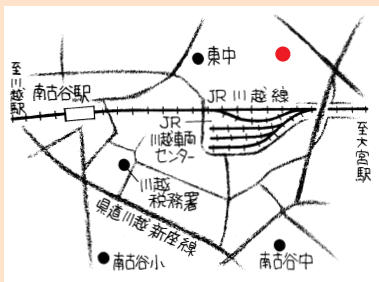 東中
至川越駅
南古谷駅
JR川越線
JR
川越車両
センター
至大宮駅
川越
税務署
県道川越新座線
南古谷小
南古谷中